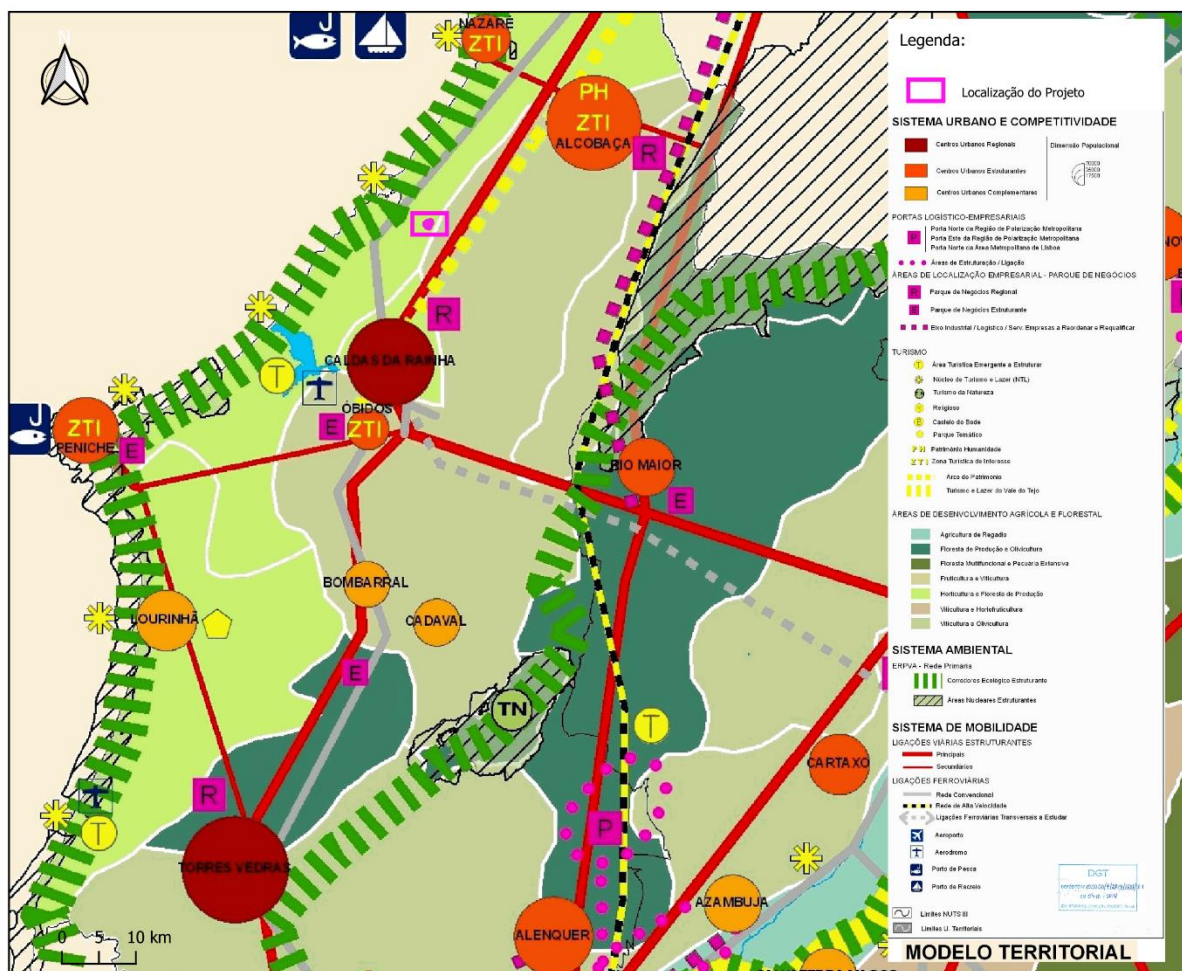 N
NAZARÉ
ZTI
PH
ZTI
ALCOBAÇA
R
R
CALDAS DA RAINHA
T
ÓBIDOS
E
ZTI
ZTI
PENICHE
E
RIO MAIOR
E
BOMBARRAL
CADAVAL
LOURINHÃ
E
TN
T
CARTAXO
R
T
P
TORRES VEDRAS
AZAMBUJA
ALENQUER
N
0 5 10 km
Legenda:
Localização do Projeto
SISTEMA URBANO E COMPETITIVIDADE
Centros Urbanos Regionais
Dimensão Populacional
Centros Urbanos Estruturantes
Centros Urbanos Complementares
PORTAS LOGÍSTICO-EMPRESARIAIS
P
Porta Norte da Região de Polarização Metropolitana
Porta Este da Região de Polarização Metropolitana
Porta Norte da Área Metropolitana de Lisboa
Áreas de Estruturação / Ligação
ÁREAS DE LOCALIZAÇÃO EMPRESARIAL - PARQUE DE NEGÓCIOS
R Parque de Negócios Regional
E Parque de Negócios Estruturante
Eixo Industrial / Logístico / Serv. Empresas a Reordenar e Requalificar
TURISMO
T Área Turística Emergente a Estruturar
Núcleo de Turismo e Lazer (NTL)
Turismo da Natureza
Religioso
Castelo do Bode
Parque Temático
PH Património Humanidade
ZTI Zona Turística de Interesse
Arco do Património
Turismo e Lazer do Vale do Tejo
ÁREAS DE DESENVOLVIMENTO AGRÍCOLA E FLORESTAL
Agricultura de Regadio
Floresta de Produção e Olivicultura
Floresta Multifuncional e Pecuária Extensiva
Fruticultura e Viticultura
Horticultura e Floresta de Produção
Viticultura e Hortofruticultura
Viticultura e Olivicultura
SISTEMA AMBIENTAL
ERPVA - Rede Primária
Corredores Ecológico Estruturante
Áreas Nucleares Estruturantes
SISTEMA DE MOBILIDADE
LIGAÇÕES VIÁRIAS ESTRUTURANTES
Principais
Secundários
LIGAÇÕES FERROVIÁRIAS
Rede Convencional
Rede de Alta Velocidade
Ligações Ferroviárias Transversais a Estudar
Aeroporto
Aeródromo
Porto de Pesca
Porto de Recreio
DGT
Limites NUTS III
Limites U. Territoriais
MODELO TERRITORIAL